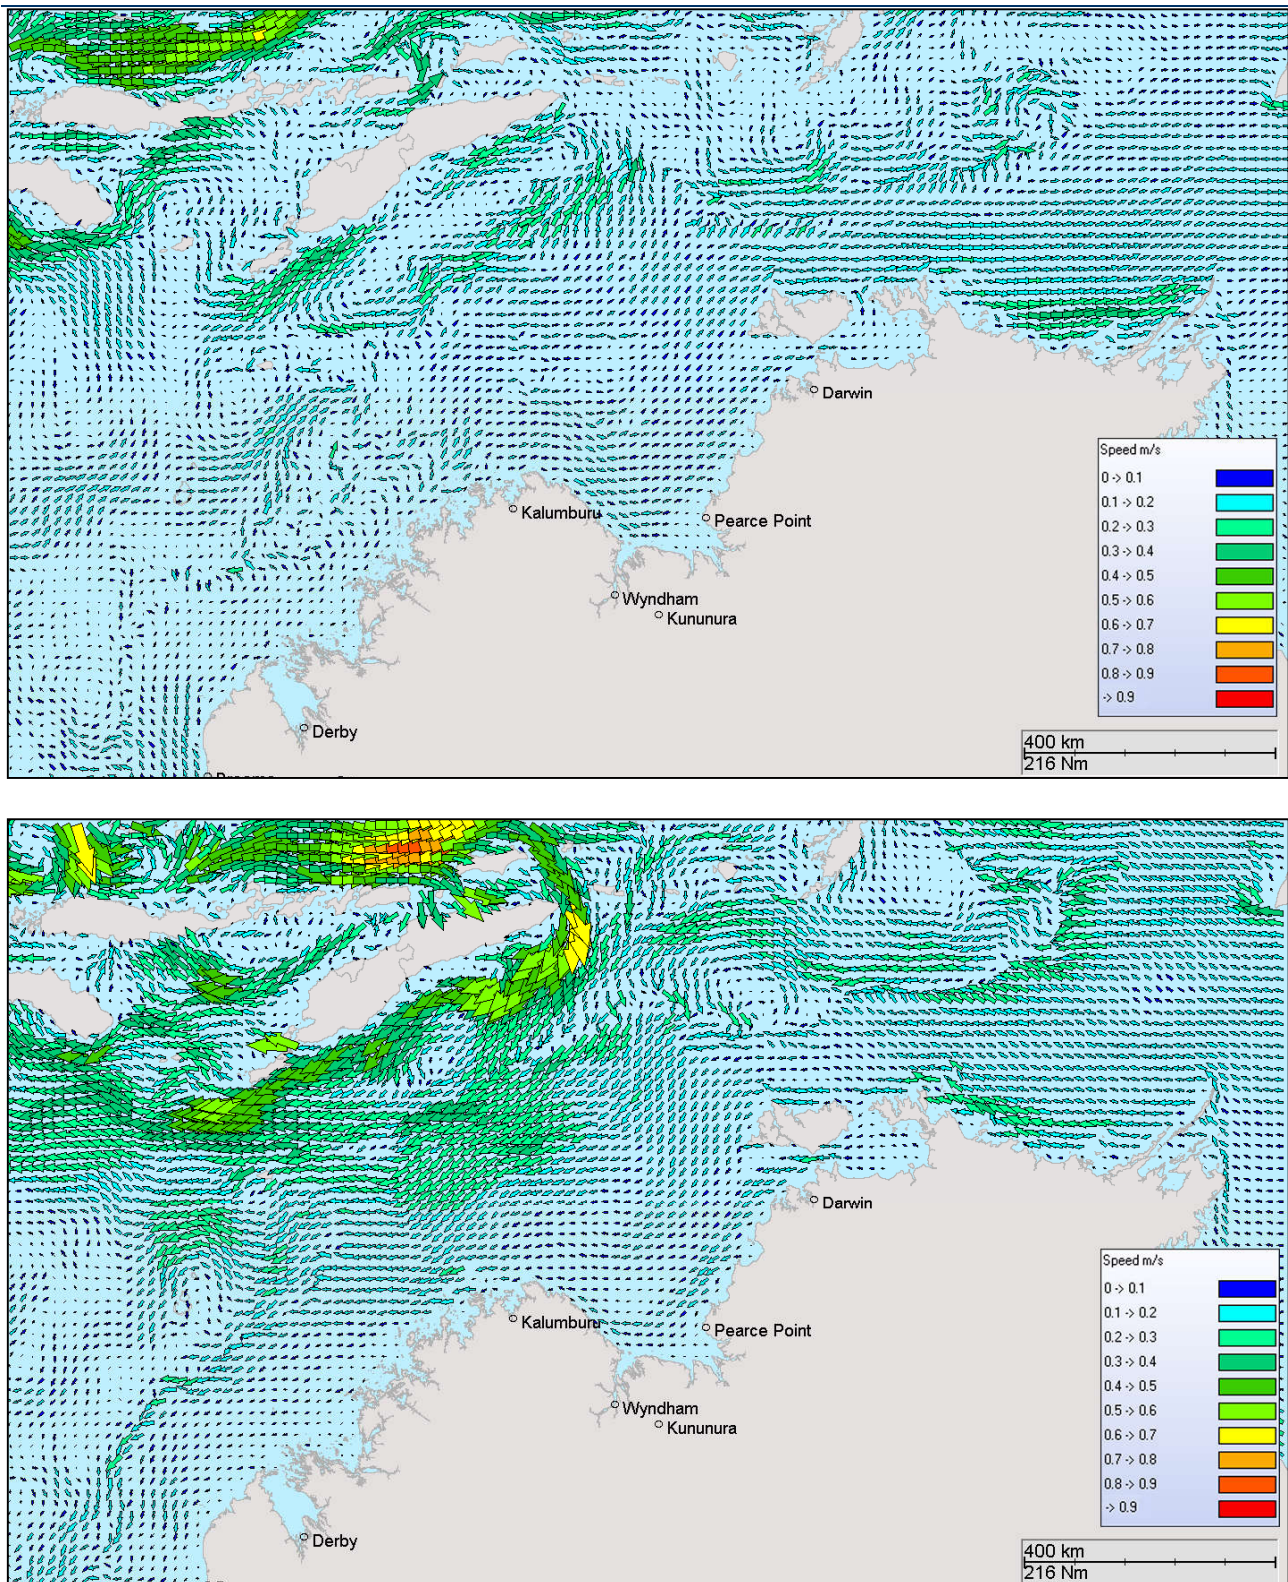 Darwin
Speed m/s
0 -> 0.1
0.1 -> 0.2
0.2 -> 0.3
0.3 -> 0.4
0.4 -> 0.5
0.5 -> 0.6
0.6 -> 0.7
0.7 -> 0.8
0.8 -> 0.9
-> 0.9
Kalumburu
Pearce Point
Wyndham
Kununura
Derby
400 km
216 Nm
Darwin
Speed m/s
0 -> 0.1
0.1 -> 0.2
0.2 -> 0.3
0.3 -> 0.4
0.4 -> 0.5
0.5 -> 0.6
0.6 -> 0.7
0.7 -> 0.8
0.8 -> 0.9
-> 0.9
Kalumburu
Pearce Point
Wyndham
Kununura
Derby
400 km
216 Nm